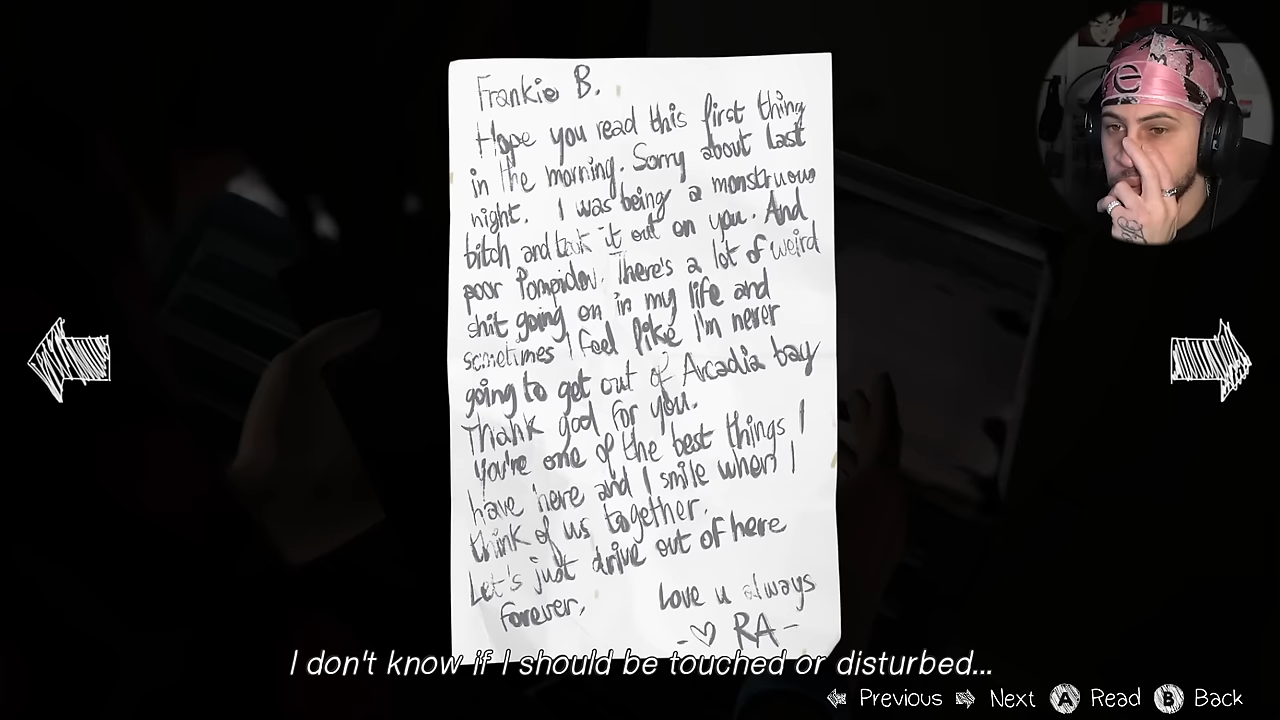 Frankie B.
Hope you read this first thing
in the morning. Sorry about last
night. I was being a monstruous
bitch and took it out on you. And
poor Pompidou. There's a lot of weird
shit going on in my life and
sometimes I feel like I'm never
going to get out of Arcadia bay
Thank god for you.
You're one of the best things I
have here and I smile when I
think of us together.
Let's just drive out of here
forever.
Love u always
-♡ RA-
I don't know if I should be touched or disturbed...
Previous Next A Read B Back